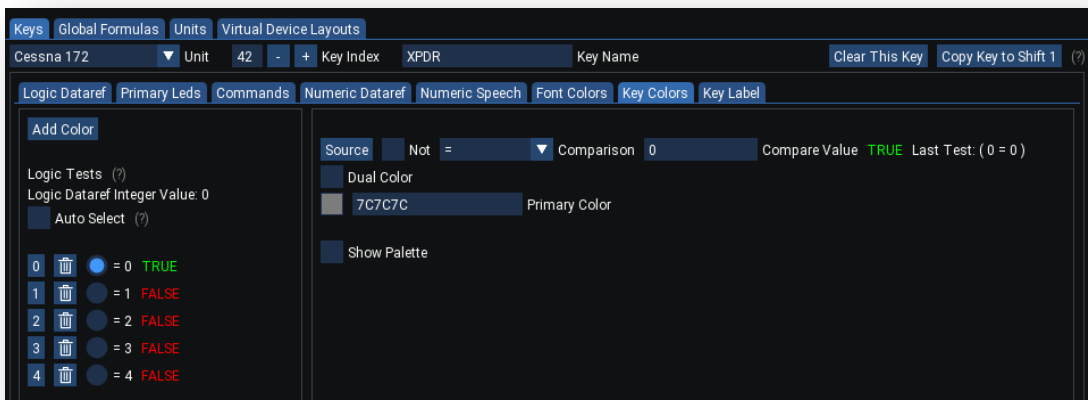 Keys Global Formulas Units Virtual Device Layouts
Cessna 172 Unit 42 - + Key Index XPDR Key Name Clear This Key Copy Key to Shift 1 (?)
Logic Dataref Primary Leds Commands Numeric Dataref Numeric Speech Font Colors Key Colors Key Label
Add Color
Source Not = Comparison 0 Compare Value TRUE Last Test: ( 0 = 0 )
Logic Tests (?)
Dual Color
Logic Dataref Integer Value: 0
7C7C7C Primary Color
Auto Select (?)
Show Palette
0 = 0 TRUE
1 = 1 FALSE
2 = 2 FALSE
3 = 3 FALSE
4 = 4 FALSE